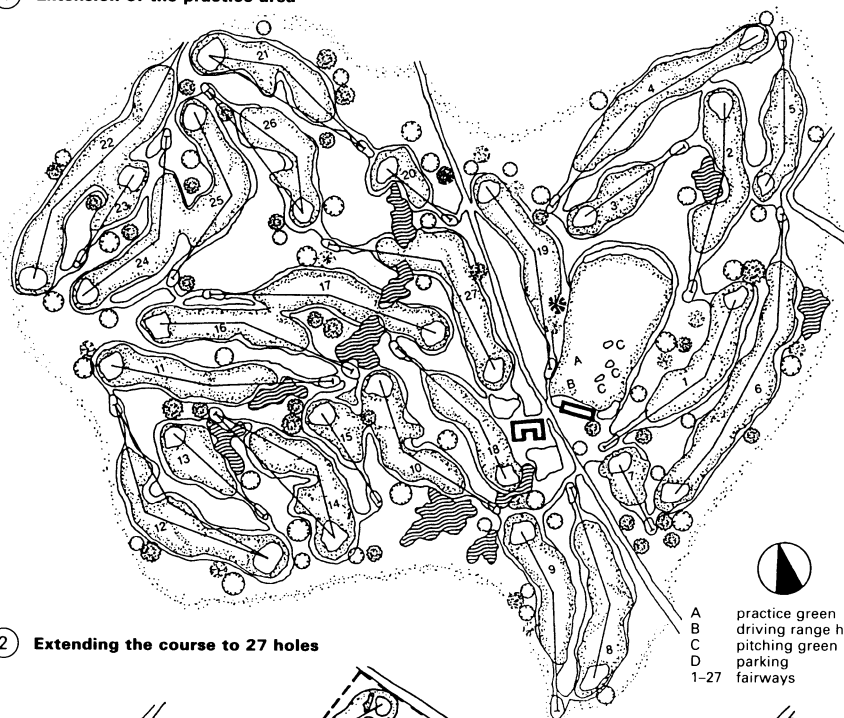 Extension of the practice area
21
4
22
26
5
2
20
23
3
25
19
24
27
17
16
C
A
C
B
C
11
1
6
15
13
18
10
14
12
9
8
A practice green
B driving range h
C pitching green
D parking
1–27 fairways
2 Extending the course to 27 holes